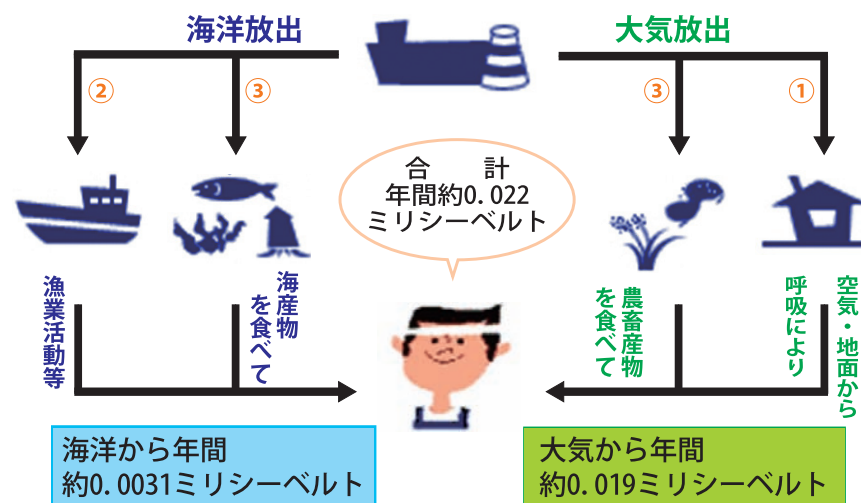 海洋放出
大気放出
②
③
③
①
合　計
年間約0.022
ミリシーベルト
漁業活動等
海産物
を食べて
農畜産物
を食べて
空気・地面から
呼吸により
海洋から年間
約0.0031ミリシーベルト
大気から年間
約0.019ミリシーベルト